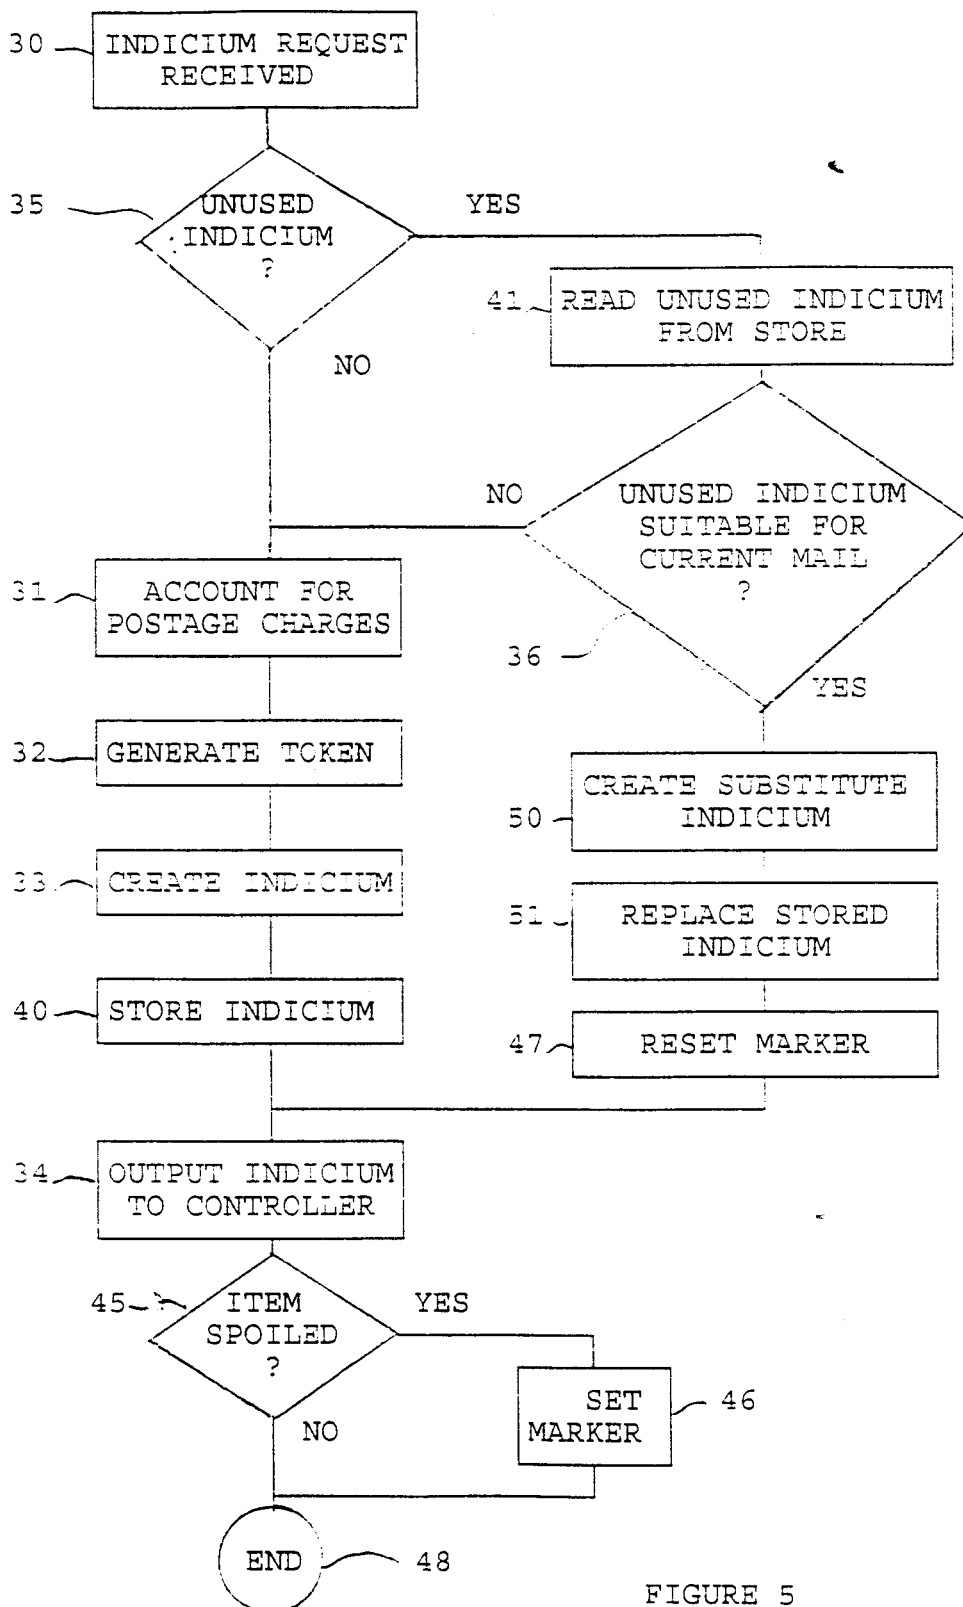 30
INDICIUM REQUEST
RECEIVED
35
UNUSED
INDICIUM
?
YES
NO
41
READ UNUSED INDICIUM
FROM STORE
NO
UNUSED INDICIUM
SUITABLE FOR
CURRENT MAIL
?
36
YES
31
ACCOUNT FOR
POSTAGE CHARGES
32
GENERATE TOKEN
50
CREATE SUBSTITUTE
INDICIUM
33
CREATE INDICIUM
51
REPLACE STORED
INDICIUM
40
STORE INDICIUM
47
RESET MARKER
34
OUTPUT INDICIUM
TO CONTROLLER
45
ITEM
SPOILED
?
YES
NO
SET
MARKER
46
END
48
FIGURE 5